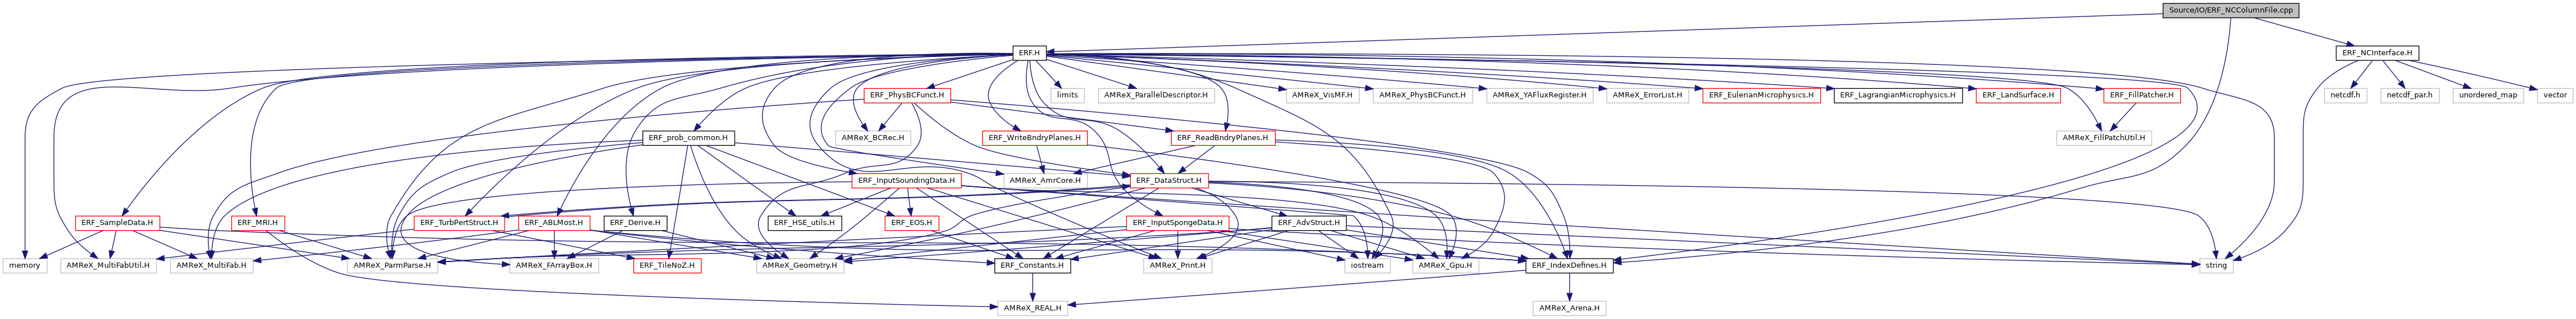 Source/IO/ERF_NCColumnFile.cpp
ERF.H
ERF_NCInterface.H
ERF_PhysBCFunct.H
limits
AMReX_ParallelDescriptor.H
AMReX_VisMF.H
AMReX_PhysBCFunct.H
AMReX_YAFluxRegister.H
AMReX_ErrorList.H
ERF_EulerianMicrophysics.H
ERF_LagrangianMicrophysics.H
ERF_LandSurface.H
ERF_FillPatcher.H
netcdf.h
netcdf_par.h
unordered_map
vector
ERF_prob_common.H
AMReX_BCRec.H
ERF_WriteBndryPlanes.H
ERF_ReadBndryPlanes.H
AMReX_FillPatchUtil.H
ERF_InputSoundingData.H
AMReX_AmrCore.H
ERF_DataStruct.H
ERF_SampleData.H
ERF_MRI.H
ERF_TurbPertStruct.H
ERF_ABLMost.H
ERF_Derive.H
ERF_HSE_utils.H
ERF_EOS.H
ERF_InputSpongeData.H
ERF_AdvStruct.H
memory
AMReX_MultiFabUtil.H
AMReX_MultiFab.H
AMReX_ParmParse.H
AMReX_FArrayBox.H
ERF_TileNoZ.H
AMReX_Geometry.H
ERF_Constants.H
AMReX_Print.H
iostream
AMReX_Gpu.H
ERF_IndexDefines.H
string
AMReX_REAL.H
AMReX_Arena.H